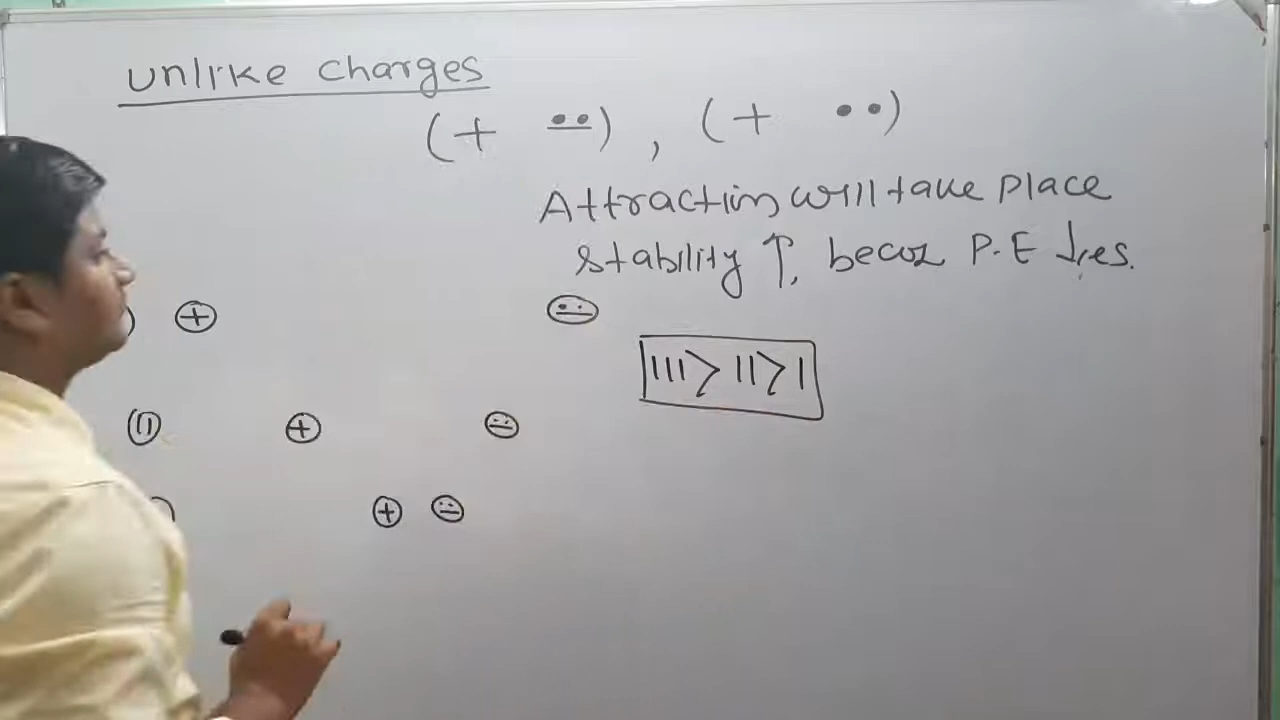 unlike charges
(+ −̈) , (+ ••)
Attraction will take place
stability ↑, becoz P.E ↓es.
⊕ ⊖̈
III > II > I
(II) ⊕ ⊖̈
⊕ ⊖̈